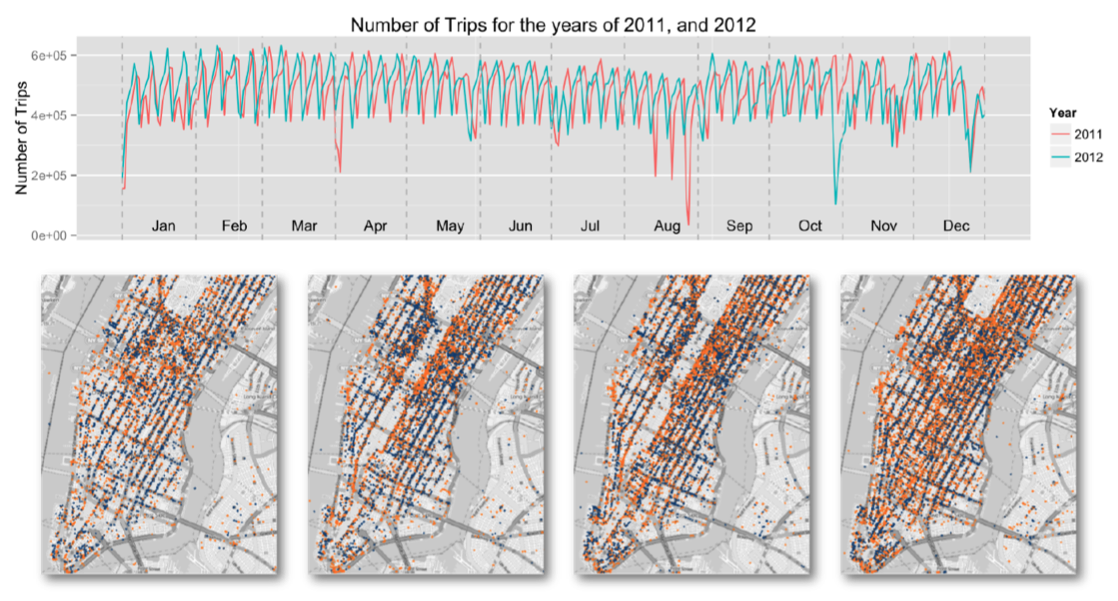 Number of Trips for the years of 2011, and 2012
Number of Trips
6e+05
4e+05
2e+05
0e+00
Jan Feb Mar Apr May Jun Jul Aug Sep Oct Nov Dec
Year
2011
2012